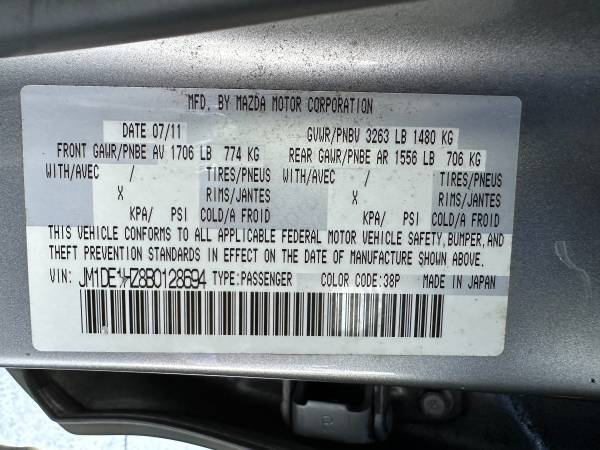 MFD. BY MAZDA MOTOR CORPORATION
DATE 07/11 GVWR/PNBV 3263 LB 1480 KG
FRONT GAWR/PNBE AV 1706 LB 774 KG REAR GAWR/PNBE AR 1556 LB 706 KG
WITH/AVEC / TIRES/PNEUS WITH/AVEC / TIRES/PNEUS
X RIMS/JANTES X RIMS/JANTES
KPA/ PSI COLD/A FROID KPA/ PSI COLD/A FROID
THIS VEHICLE CONFORMS TO ALL APPLICABLE FEDERAL MOTOR VEHICLE SAFETY, BUMPER, AND
THEFT PREVENTION STANDARDS IN EFFECT ON THE DATE OF MANUFACTURE SHOWN ABOVE.
VIN: TYPE:PASSENGER COLOR CODE:38P MADE IN JAPAN